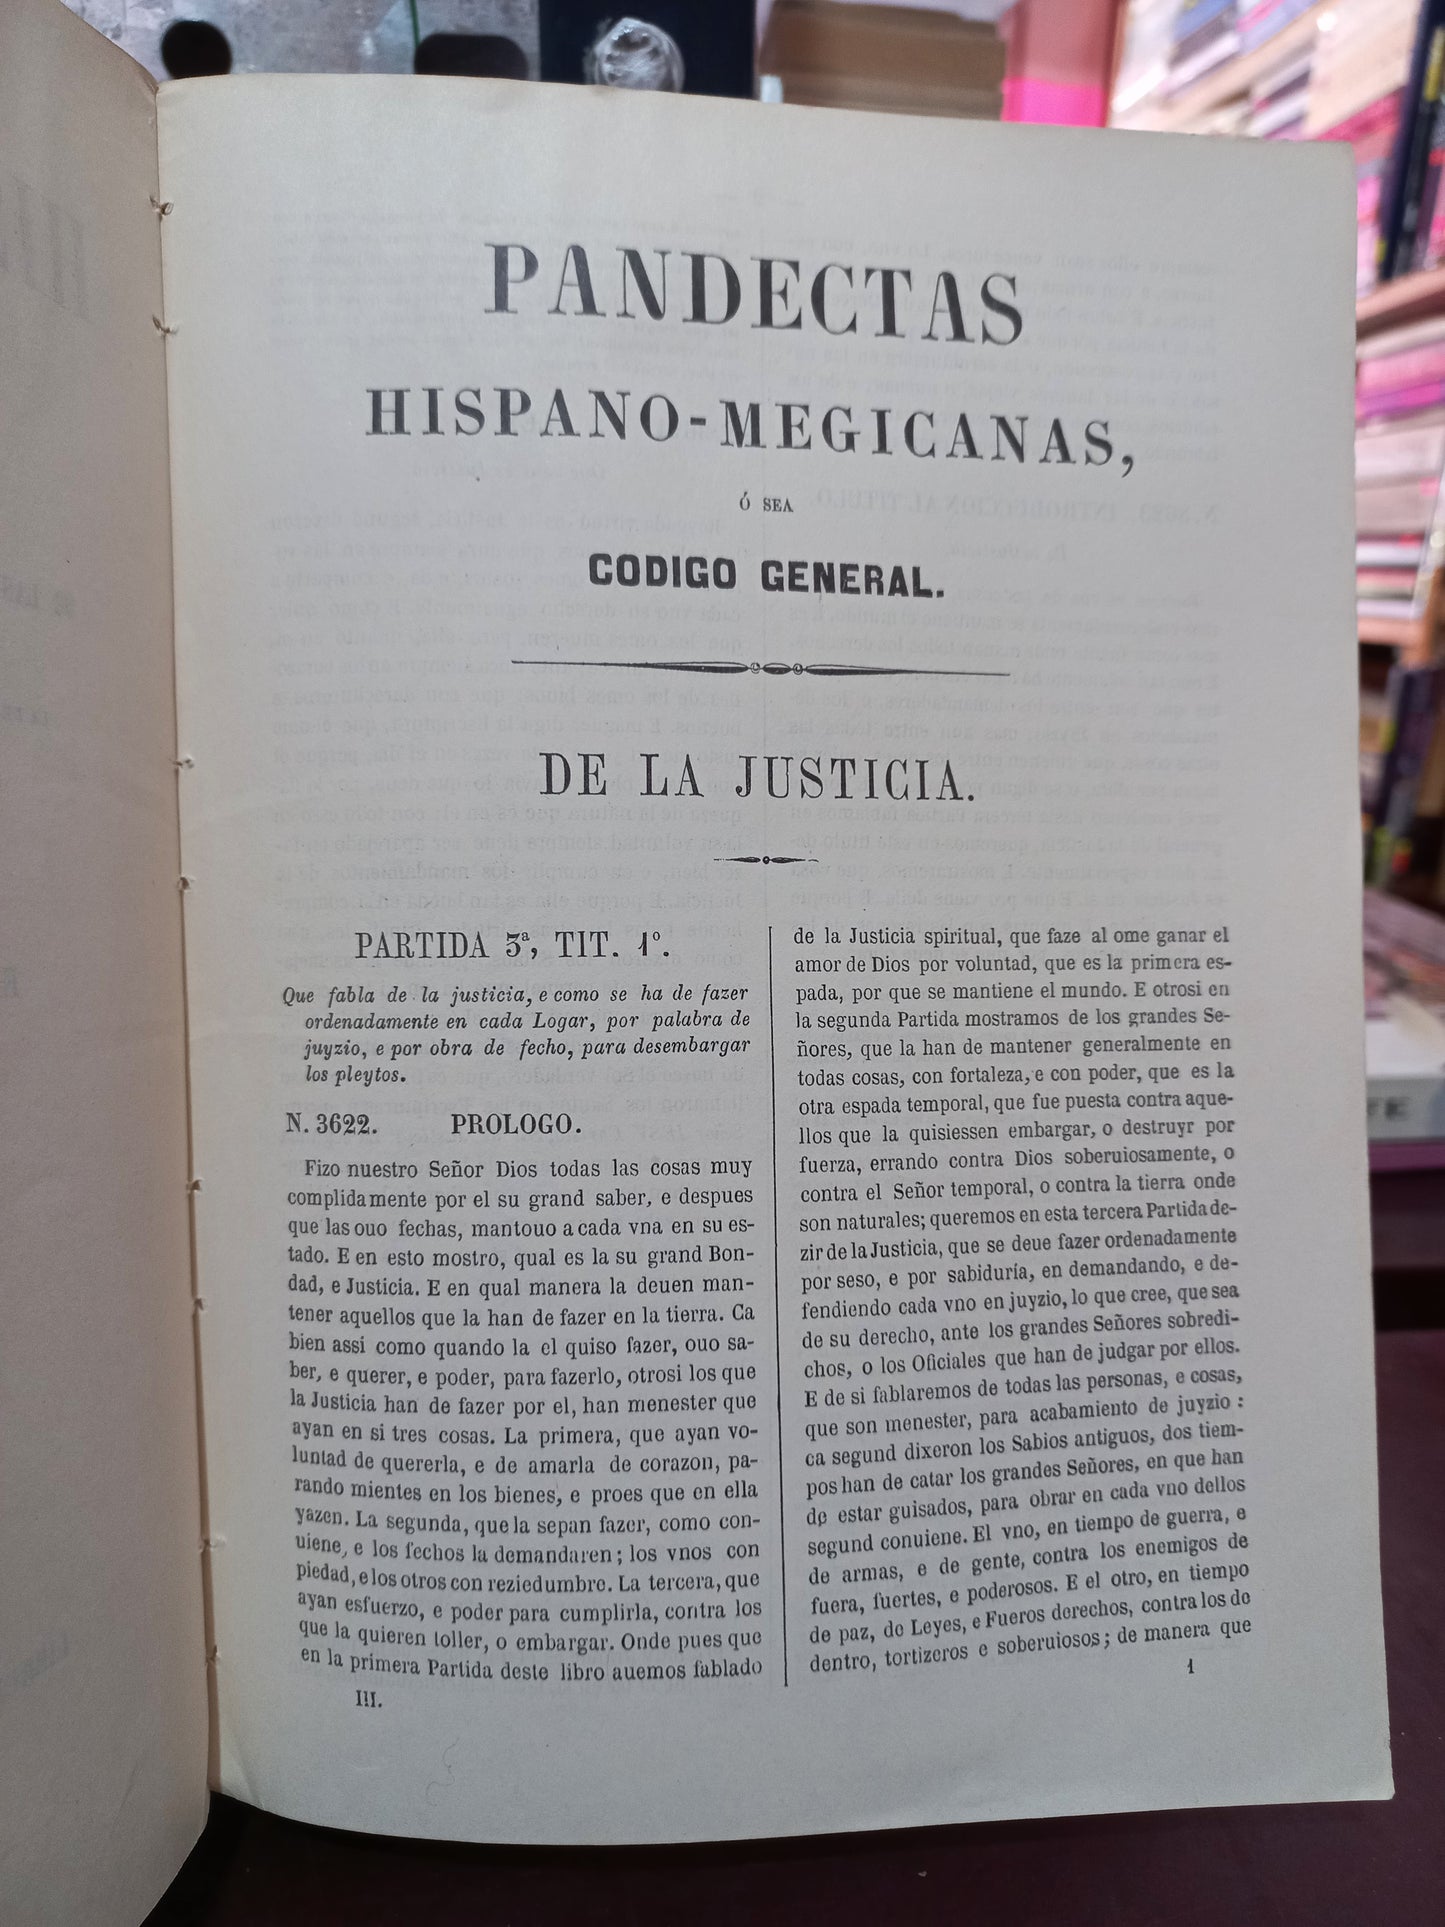 PANDECTAS
HISPANO-MEGICANAS,
Ó SEA
CODIGO GENERAL.
DE LA JUSTICIA.
PARTIDA 3ª, TIT. 1º.
Que fabla de la justicia, e como se ha de fazer
ordenadamente en cada Logar, por palabra de
juyzio, e por obra de fecho, para desembargar
los pleytos.
N. 3622. PROLOGO.
Fizo nuestro Señor Dios todas las cosas muy
complidamente por el su grand saber, e despues
que las ouo fechas, mantouo a cada vna en su es-
tado. E en esto mostro, qual es la su grand Bon-
dad, e Justicia. E en qual manera la deuen man-
tener aquellos que la han de fazer en la tierra. Ca
bien assi como quando la el quiso fazer, ouo sa-
ber, e querer, e poder, para fazerlo, otrosi los que
la Justicia han de fazer por el, han menester que
ayan en si tres cosas. La primera, que ayan vo-
luntad de quererla, e de amarla de corazon, pa-
rando mientes en los bienes, e proes que en ella
yazen. La segunda, que la sepan fazer, como con-
uiene, e los fechos la demandaren; los vnos con
piedad, e los otros con reziedumbre. La tercera, que
ayan esfuerzo, e poder para cumplirla, contra los
que la quieren toller, o embargar. Onde pues que
en la primera Partida deste libro auemos fablado
III.
de la Justicia spiritual, que faze al ome ganar el
amor de Dios por voluntad, que es la primera es-
pada, por que se mantiene el mundo. E otrosi en
la segunda Partida mostramos de los grandes Se-
ñores, que la han de mantener generalmente en
todas cosas, con fortaleza, e con poder, que es la
otra espada temporal, que fue puesta contra aque-
llos que la quisiessen embargar, o destruyr por
fuerza, errando contra Dios soberuiosamente, o
contra el Señor temporal, o contra la tierra onde
son naturales; queremos en esta tercera Partida de-
zir de la Justicia, que se deue fazer ordenadamente
por seso, e por sabiduría, en demandando, e de-
fendiendo cada vno en juyzio, lo que cree, que sea
de su derecho, ante los grandes Señores sobredi-
chos, o los Oficiales que han de judgar por ellos.
E de si fablaremos de todas las personas, e cosas,
que son menester, para acabamiento de juyzio:
ca segund dixeron los Sabios antiguos, dos tiem-
pos han de catar los grandes Señores, en que han
de estar guisados, para obrar en cada vno dellos
segund conuiene. El vno, en tiempo de guerra, e
de armas, e de gente, contra los enemigos de
fuera, fuertes, e poderosos. E el otro, en tiempo
de paz, de Leyes, e Fueros derechos, contra los de
dentro, tortizeros e soberuiosos; de manera que
1